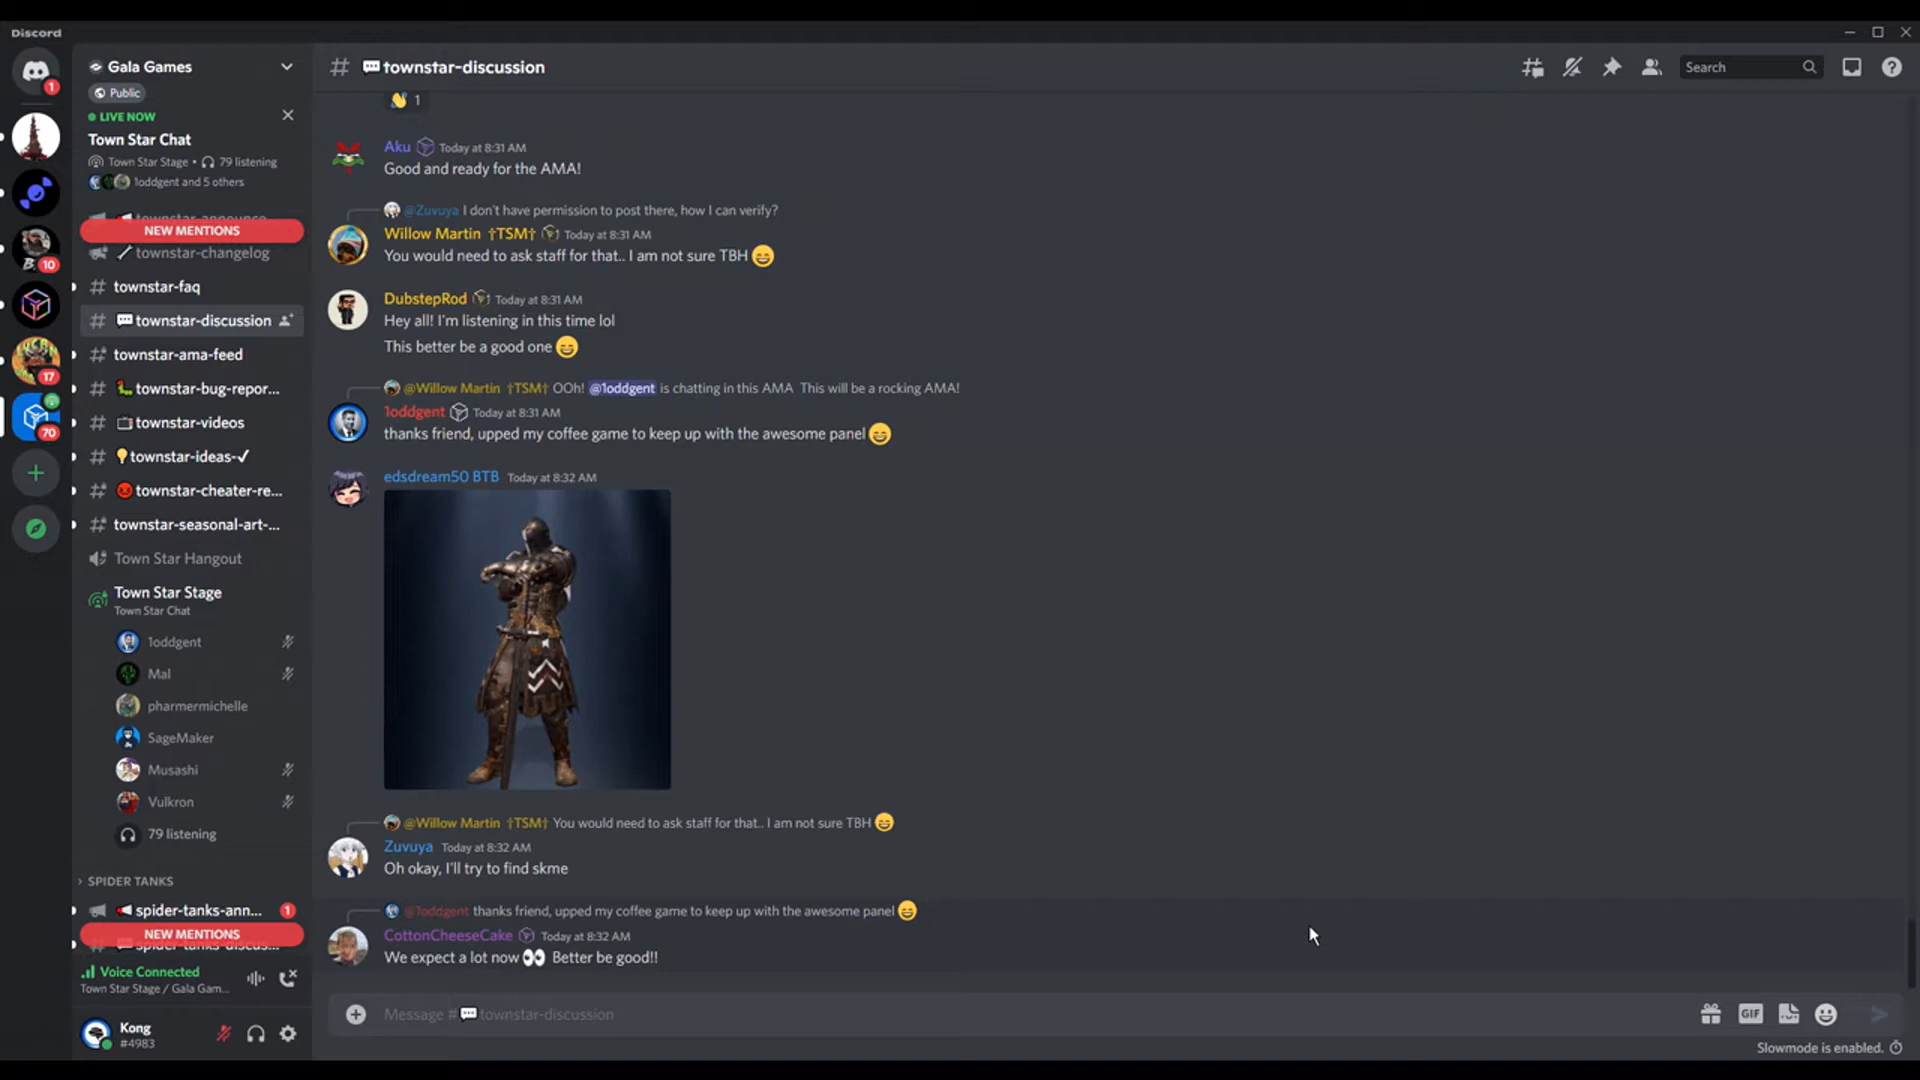 Discord
1
10
17
70
Gala Games
Public
LIVE NOW
Town Star Chat
Town Star Stage • 79 listening
1oddgent and 5 others
townstar-announce
NEW MENTIONS
townstar-changelog
townstar-faq
townstar-discussion
townstar-ama-feed
townstar-bug-repor...
townstar-videos
townstar-ideas-✓
townstar-cheater-re...
townstar-seasonal-art-...
Town Star Hangout
Town Star Stage
Town Star Chat
1oddgent
Mal
pharmermichelle
SageMaker
Musashi
Vulkron
79 listening
SPIDER TANKS
spider-tanks-ann... 1
NEW MENTIONS
spider-tanks-discus...
Voice Connected
Town Star Stage / Gala Gam...
Kong
#4983
# 💬townstar-discussion
Search
👋 1
Aku Today at 8:31 AM
Good and ready for the AMA!
@Zuvuya I don't have permission to post there, how I can verify?
Willow Martin †TSM† Today at 8:31 AM
You would need to ask staff for that.. I am not sure TBH 😄
DubstepRod Today at 8:31 AM
Hey all! I'm listening in this time lol
This better be a good one 😄
@Willow Martin †TSM† OOh! @1oddgent is chatting in this AMA This will be a rocking AMA!
1oddgent Today at 8:31 AM
thanks friend, upped my coffee game to keep up with the awesome panel 😄
edsdream50 BTB Today at 8:32 AM
@Willow Martin †TSM† You would need to ask staff for that.. I am not sure TBH 😄
Zuvuya Today at 8:32 AM
Oh okay, I'll try to find skme
@1oddgent thanks friend, upped my coffee game to keep up with the awesome panel 😄
CottonCheeseCake Today at 8:32 AM
We expect a lot now 👀 Better be good!!
Message #💬townstar-discussion
GIF
Slowmode is enabled.